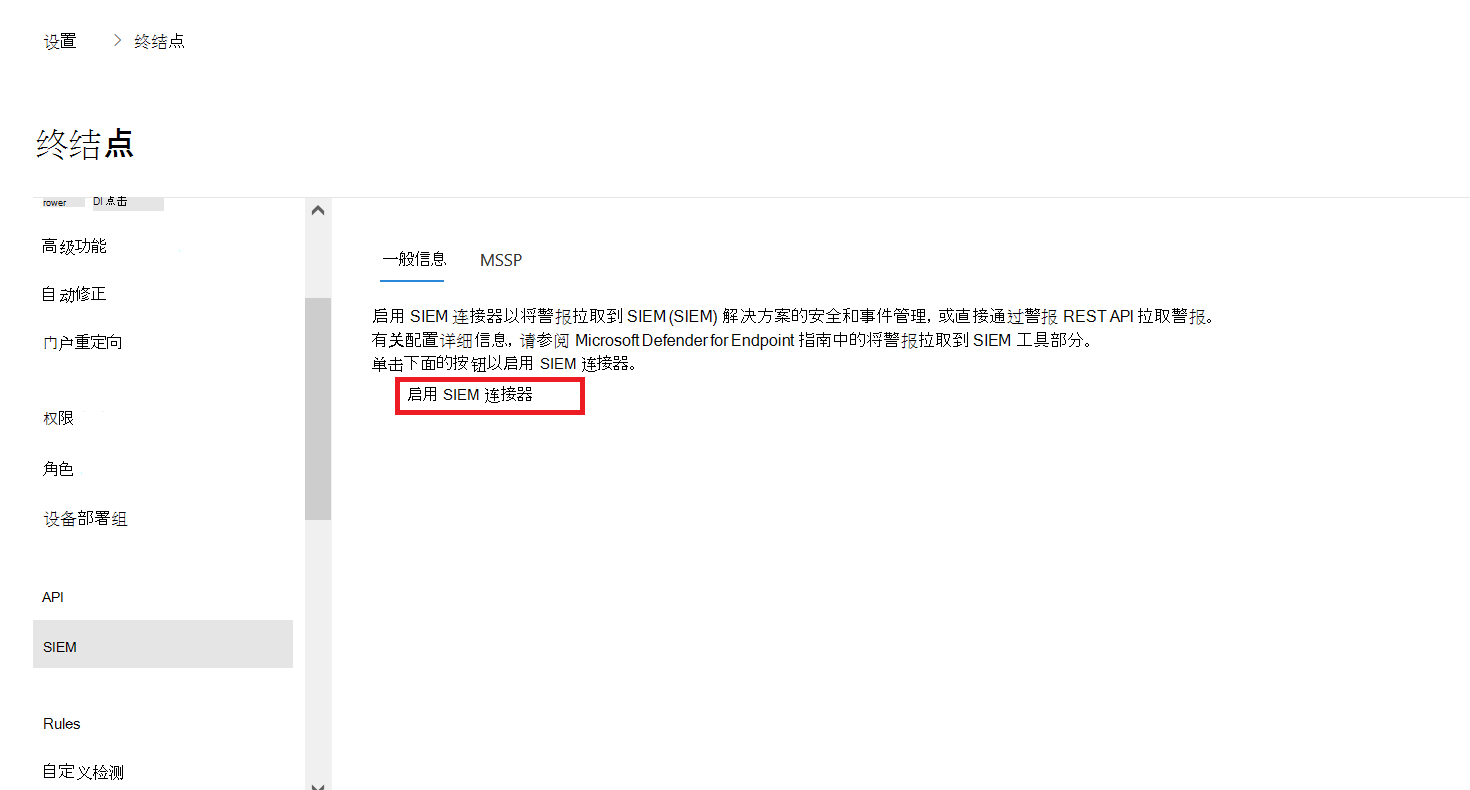 设置 > 终结点
终结点
rower DI 点击
高级功能
自动修正
门户重定向
权限
角色
设备部署组
API
SIEM
Rules
自定义检测
一般信息 MSSP
启用 SIEM 连接器以将警报拉取到 SIEM (SIEM) 解决方案的安全和事件管理, 或直接通过警报 REST API 拉取警报。
有关配置详细信息, 请参阅 Microsoft Defender for Endpoint 指南中的将警报拉取到 SIEM 工具部分。
单击下面的按钮以启用 SIEM 连接器。
启用 SIEM 连接器